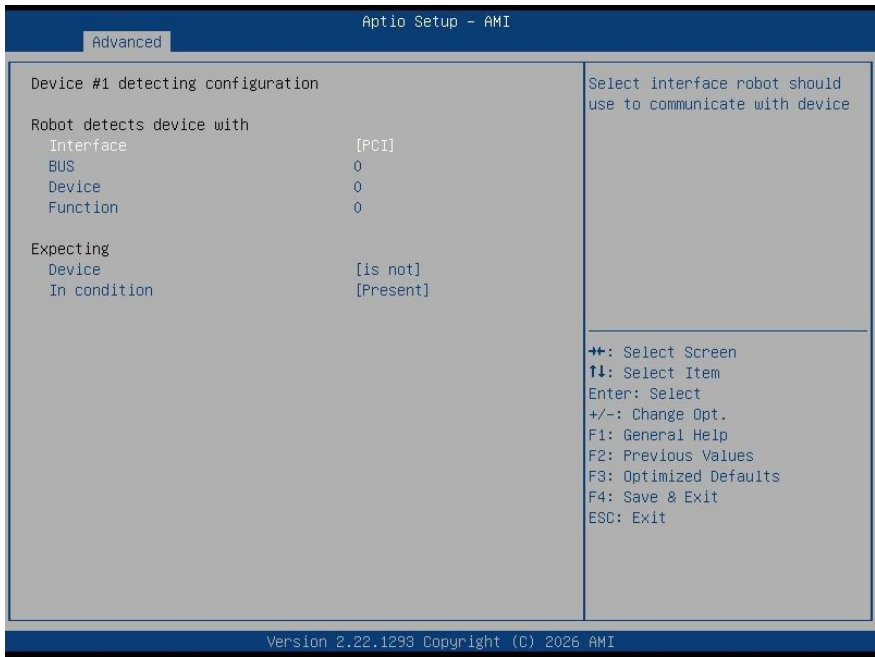 Aptio Setup – AMI
Advanced
Device #1 detecting configuration
Robot detects device with
Interface [PCI]
BUS 0
Device 0
Function 0
Expecting
Device [is not]
In condition [Present]
Select interface robot should
use to communicate with device
→←: Select Screen
↑↓: Select Item
Enter: Select
+/-: Change Opt.
F1: General Help
F2: Previous Values
F3: Optimized Defaults
F4: Save & Exit
ESC: Exit
Version 2.22.1293 Copyright (C) 2026 AMI